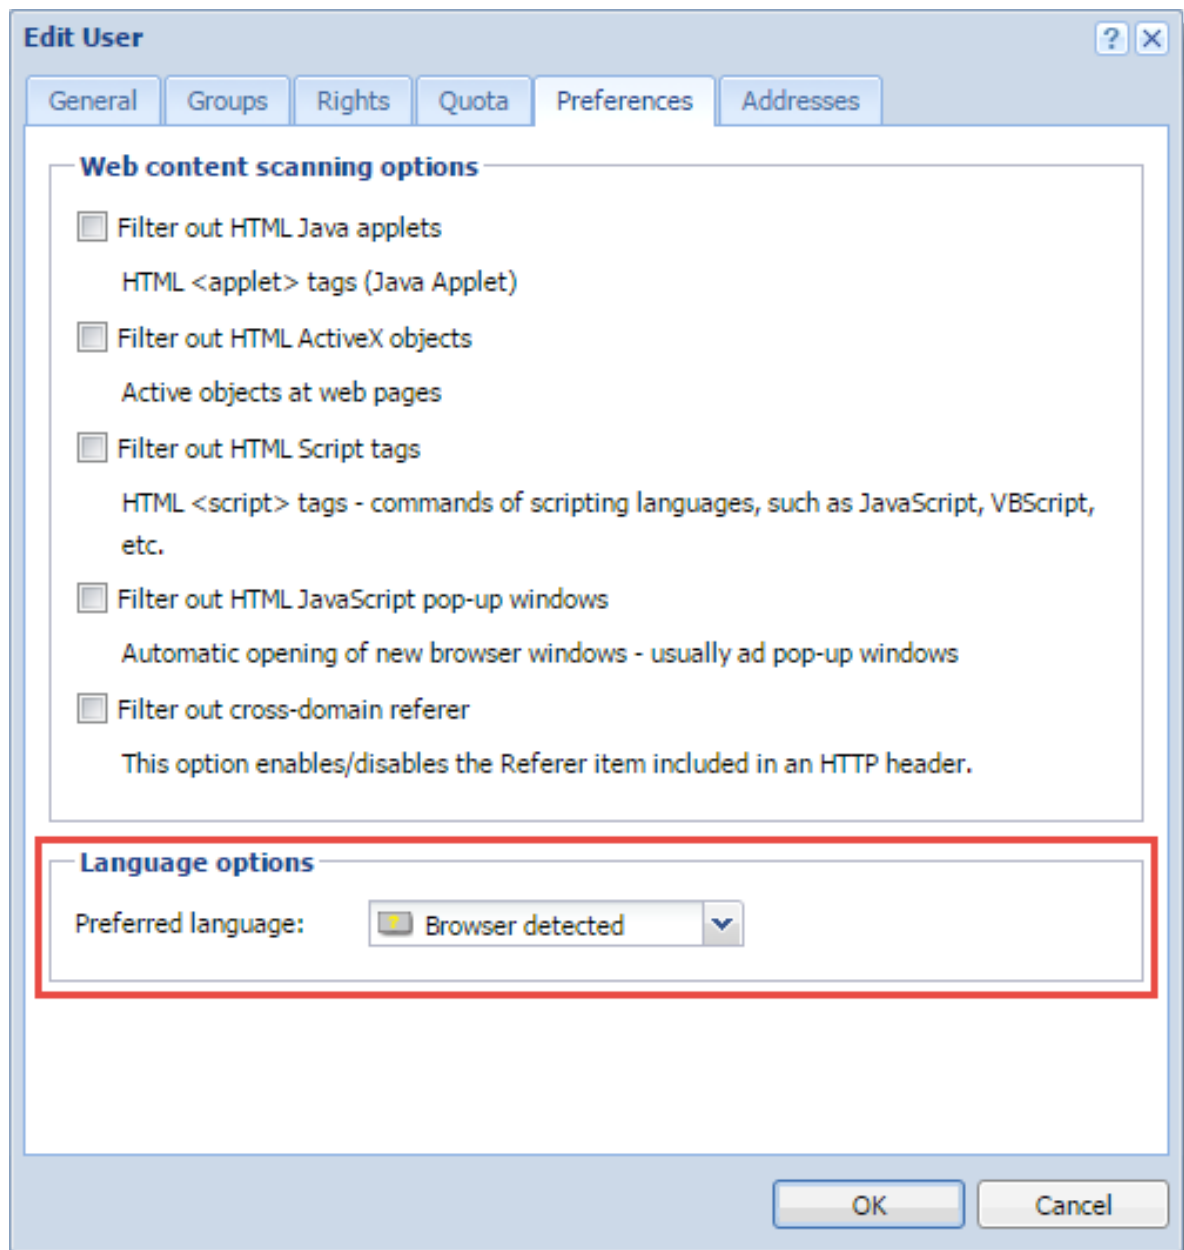 Edit User
General Groups Rights Quota Preferences Addresses
Web content scanning options
Filter out HTML Java applets
HTML <applet> tags (Java Applet)
Filter out HTML ActiveX objects
Active objects at web pages
Filter out HTML Script tags
HTML <script> tags - commands of scripting languages, such as JavaScript, VBScript,
etc.
Filter out HTML JavaScript pop-up windows
Automatic opening of new browser windows - usually ad pop-up windows
Filter out cross-domain referer
This option enables/disables the Referer item included in an HTTP header.
Language options
Preferred language: Browser detected
OK Cancel